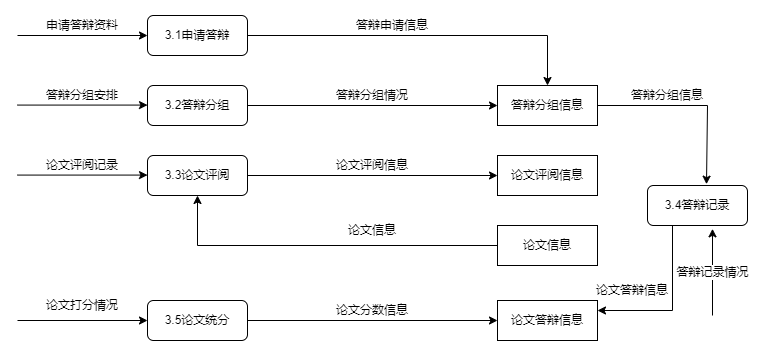 申请答辩资料
3.1申请答辩
答辩申请信息
答辩分组安排
3.2答辩分组
答辩分组情况
答辩分组信息
答辩分组信息
论文评阅记录
3.3论文评阅
论文评阅信息
论文评阅信息
3.4答辩记录
论文信息
论文信息
答辩记录情况
论文答辩信息
论文打分情况
3.5论文统分
论文分数信息
论文答辩信息